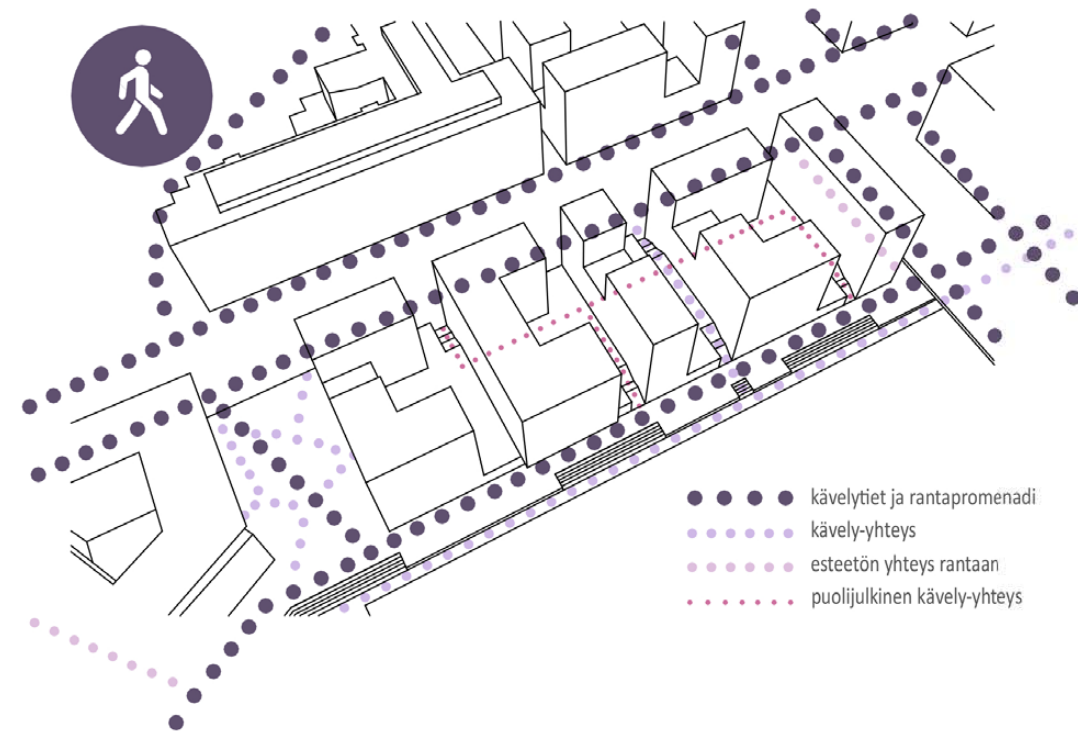 kävelytiet ja rantapromenadi
kävely-yhteys
esteetön yhteys rantaan
puolijulkinen kävely-yhteys